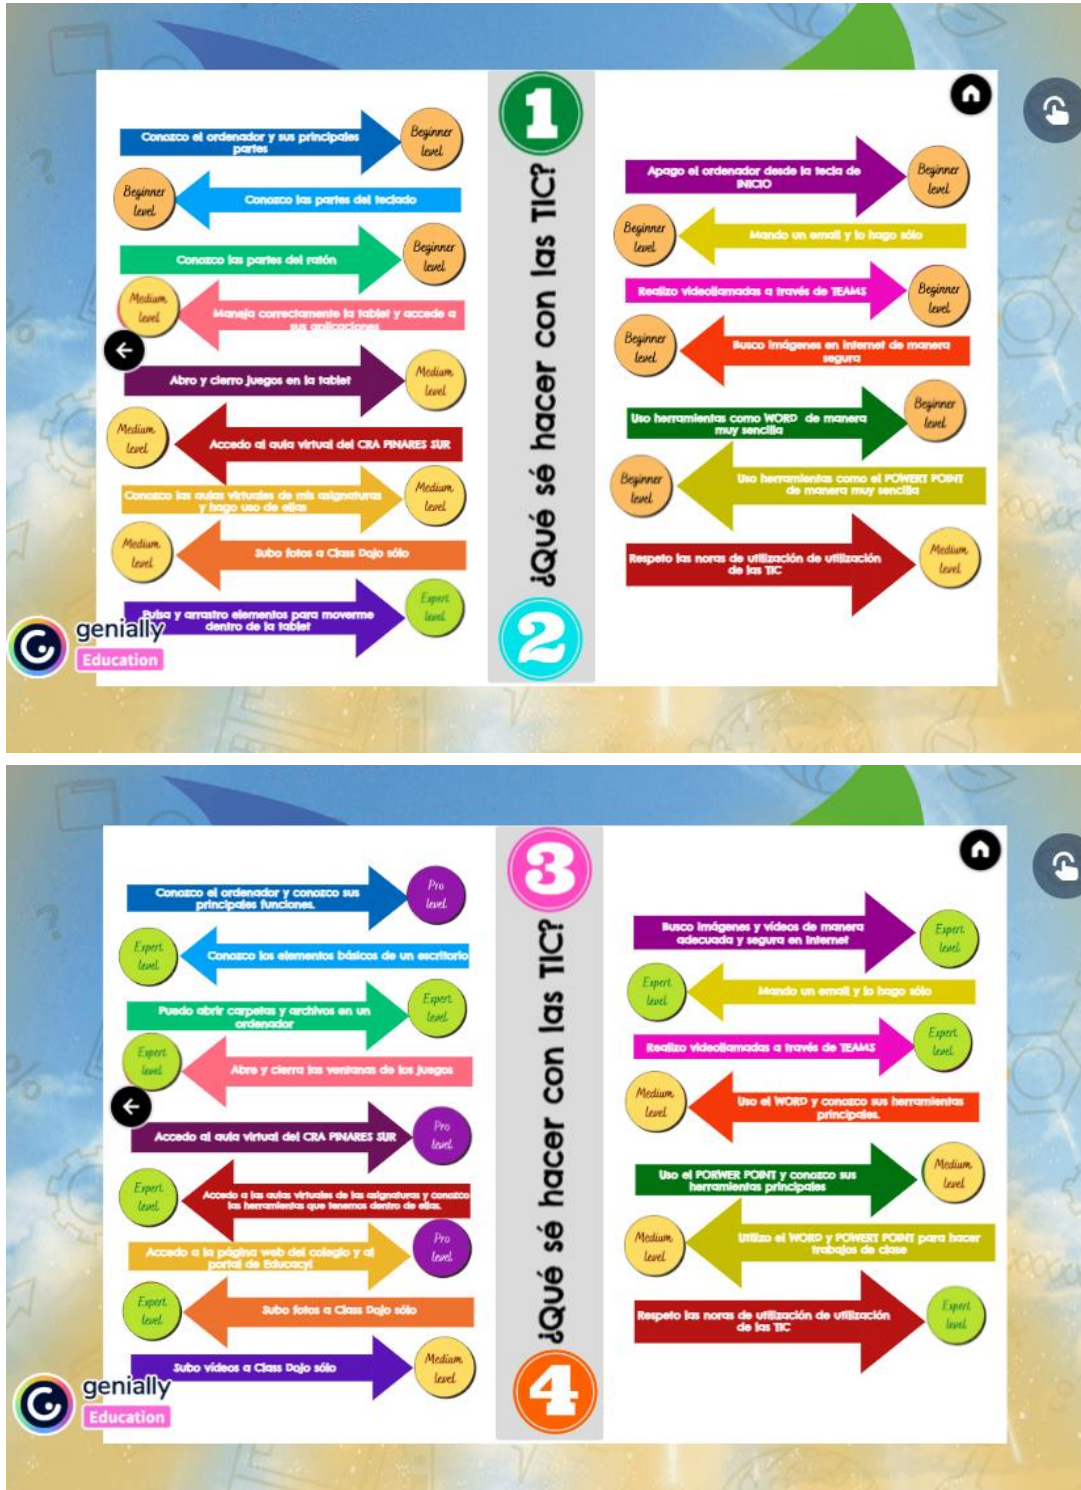 1
¿Qué sé hacer con las TIC?
2
Conozco el ordenador y sus principales
partes
Beginner
level
Beginner
level
Conozco las partes del teclado
Conozco las partes del ratón
Beginner
level
Medium
level
Maneja correctamente la tablet y accede a
sus aplicaciones
Abro y cierro juegos en la tablet
Medium
level
Medium
level
Accedo al aula virtual del CRA PINARES SUR
Conozco las aulas virtuales de mis asignaturas
y hago uso de ellas
Medium
level
Medium
level
Subo fotos a Class Dojo sólo
Pulsa y arrastro elementos para moverme
dentro de la tablet
Expert
level
genially
Education
Apago el ordenador desde la tecla de
INICIO
Beginner
level
Beginner
level
Mando un email y lo hago sólo
Realizo videollamadas a través de TEAMS
Beginner
level
Beginner
level
Busco imágenes en internet de manera
segura
Uso herramientas como WORD de manera
muy sencilla
Beginner
level
Beginner
level
Uso herramientas como el POWERT POINT
de manera muy sencilla
Respeto las noras de utilización de utilización
de las TIC
Medium
level
3
¿Qué sé hacer con las TIC?
4
Conozco el ordenador y conozco sus
principales funciones.
Pro
level
Expert
level
Conozco los elementos básicos de un escritorio
Puedo abrir carpetas y archivos en un
ordenador
Expert
level
Expert
level
Abre y cierra las ventanas de los juegos
Accedo al aula virtual del CRA PINARES SUR
Pro
level
Expert
level
Accedo a las aulas virtuales de las asignaturas y conozco
las herramientas que tenemos dentro de ellas.
Accedo a la página web del colegio y al
portal de Educacyl
Pro
level
Expert
level
Subo fotos a Class Dojo sólo
Subo vídeos a Class Dojo sólo
Medium
level
genially
Education
Busco imágenes y vídeos de manera
adecuada y segura en internet
Expert
level
Expert
level
Mando un email y lo hago sólo
Realizo videollamadas a través de TEAMS
Expert
level
Medium
level
Uso el WORD y conozco sus herramientas
principales.
Uso el PORWER POINT y conozco sus
herramientas principales
Medium
level
Medium
level
Utilizo el WORD y POWERT POINT para hacer
trabajos de clase
Respeto las noras de utilización de utilización
de las TIC
Expert
level